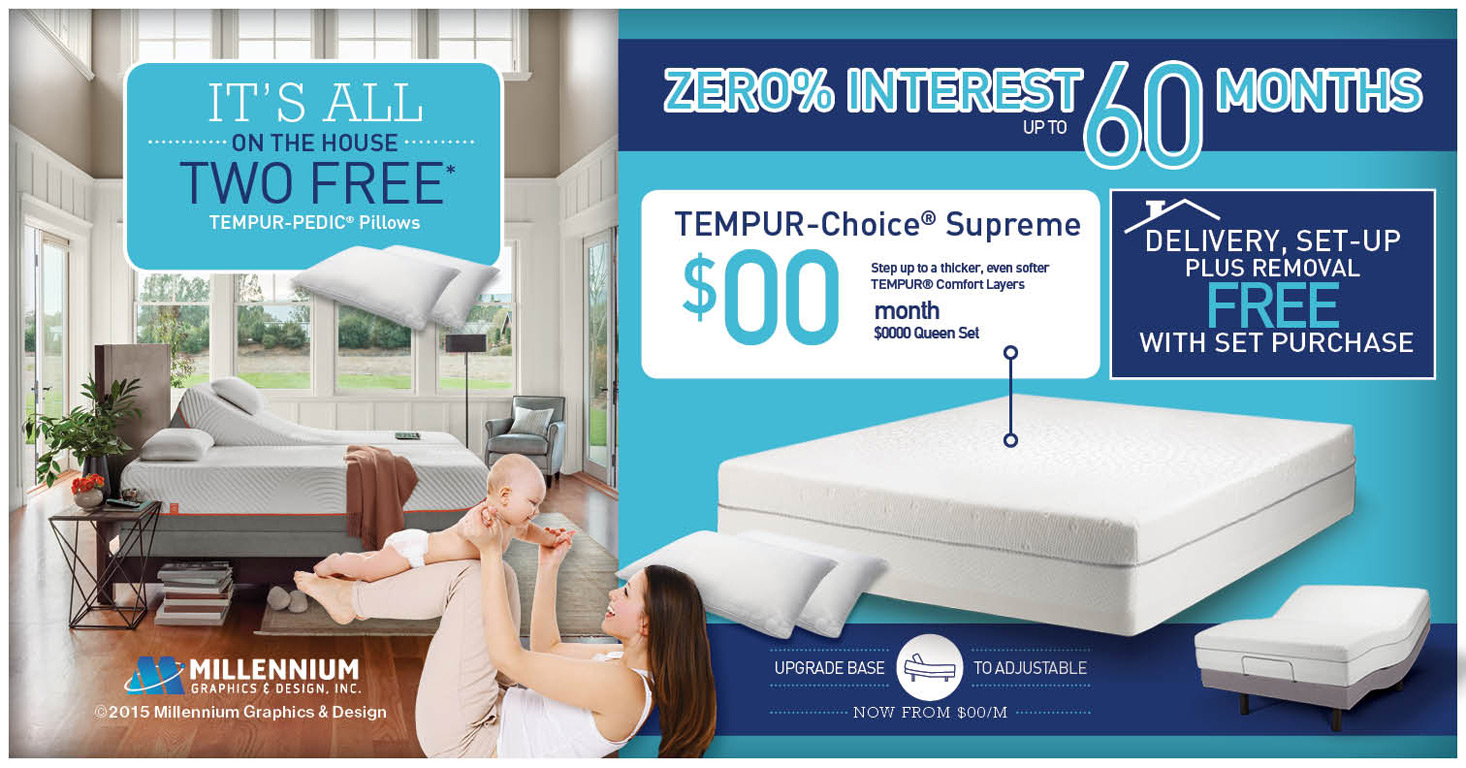 IT'S ALL
ON THE HOUSE
TWO FREE*
TEMPUR-PEDIC® Pillows
MILLENNIUM
GRAPHICS & DESIGN, INC.
©2015 Millennium Graphics & Design
ZERO% INTEREST UP TO 60 MONTHS
TEMPUR-Choice® Supreme
$00
Step up to a thicker, even softer
TEMPUR® Comfort Layers
month
$0000 Queen Set
DELIVERY, SET-UP
PLUS REMOVAL
FREE
WITH SET PURCHASE
UPGRADE BASE TO ADJUSTABLE
NOW FROM $00/M